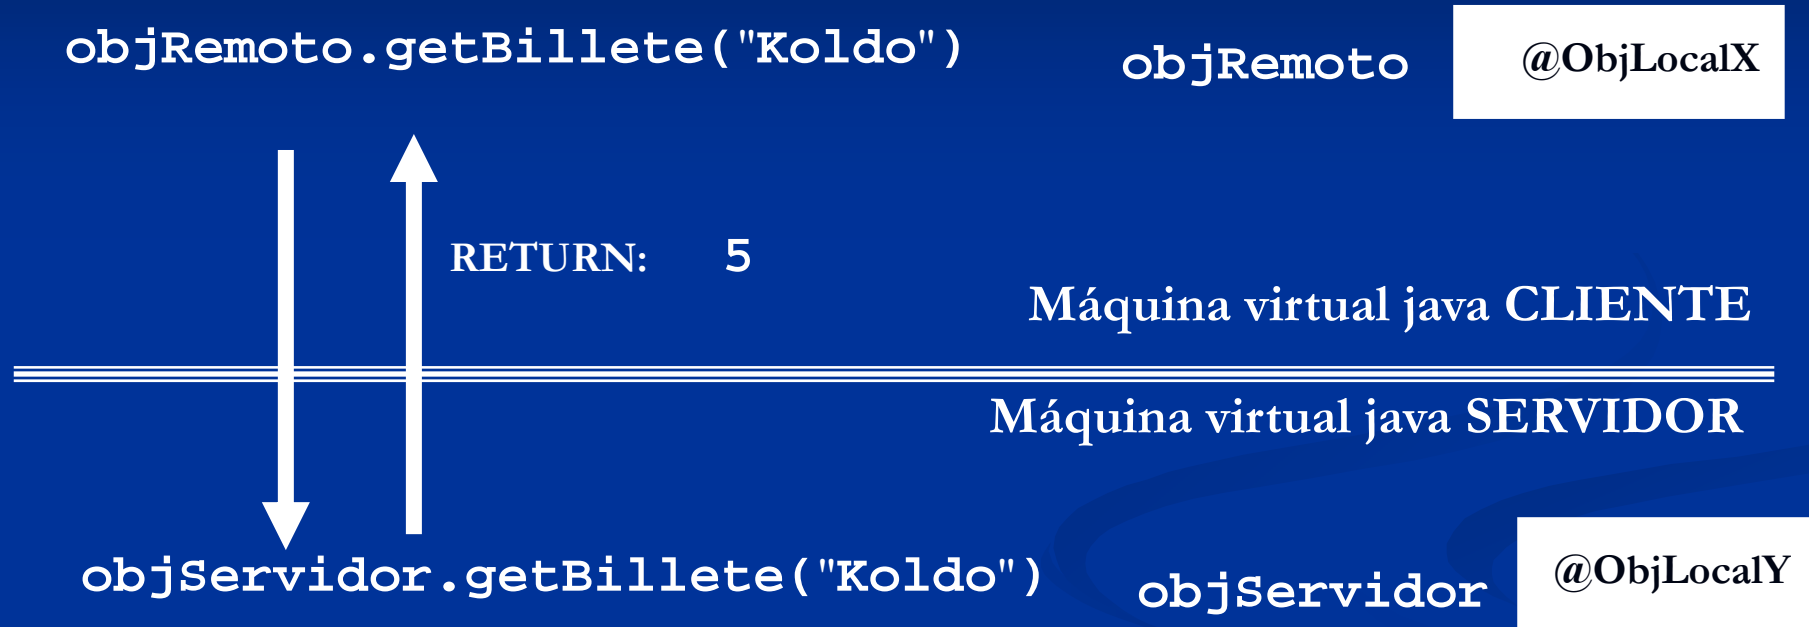 objRemoto.getBillete("Koldo")
objRemoto
@ObjLocalX
RETURN: 5
Máquina virtual java CLIENTE
Máquina virtual java SERVIDOR
objServidor.getBillete("Koldo")
objServidor
@ObjLocalY